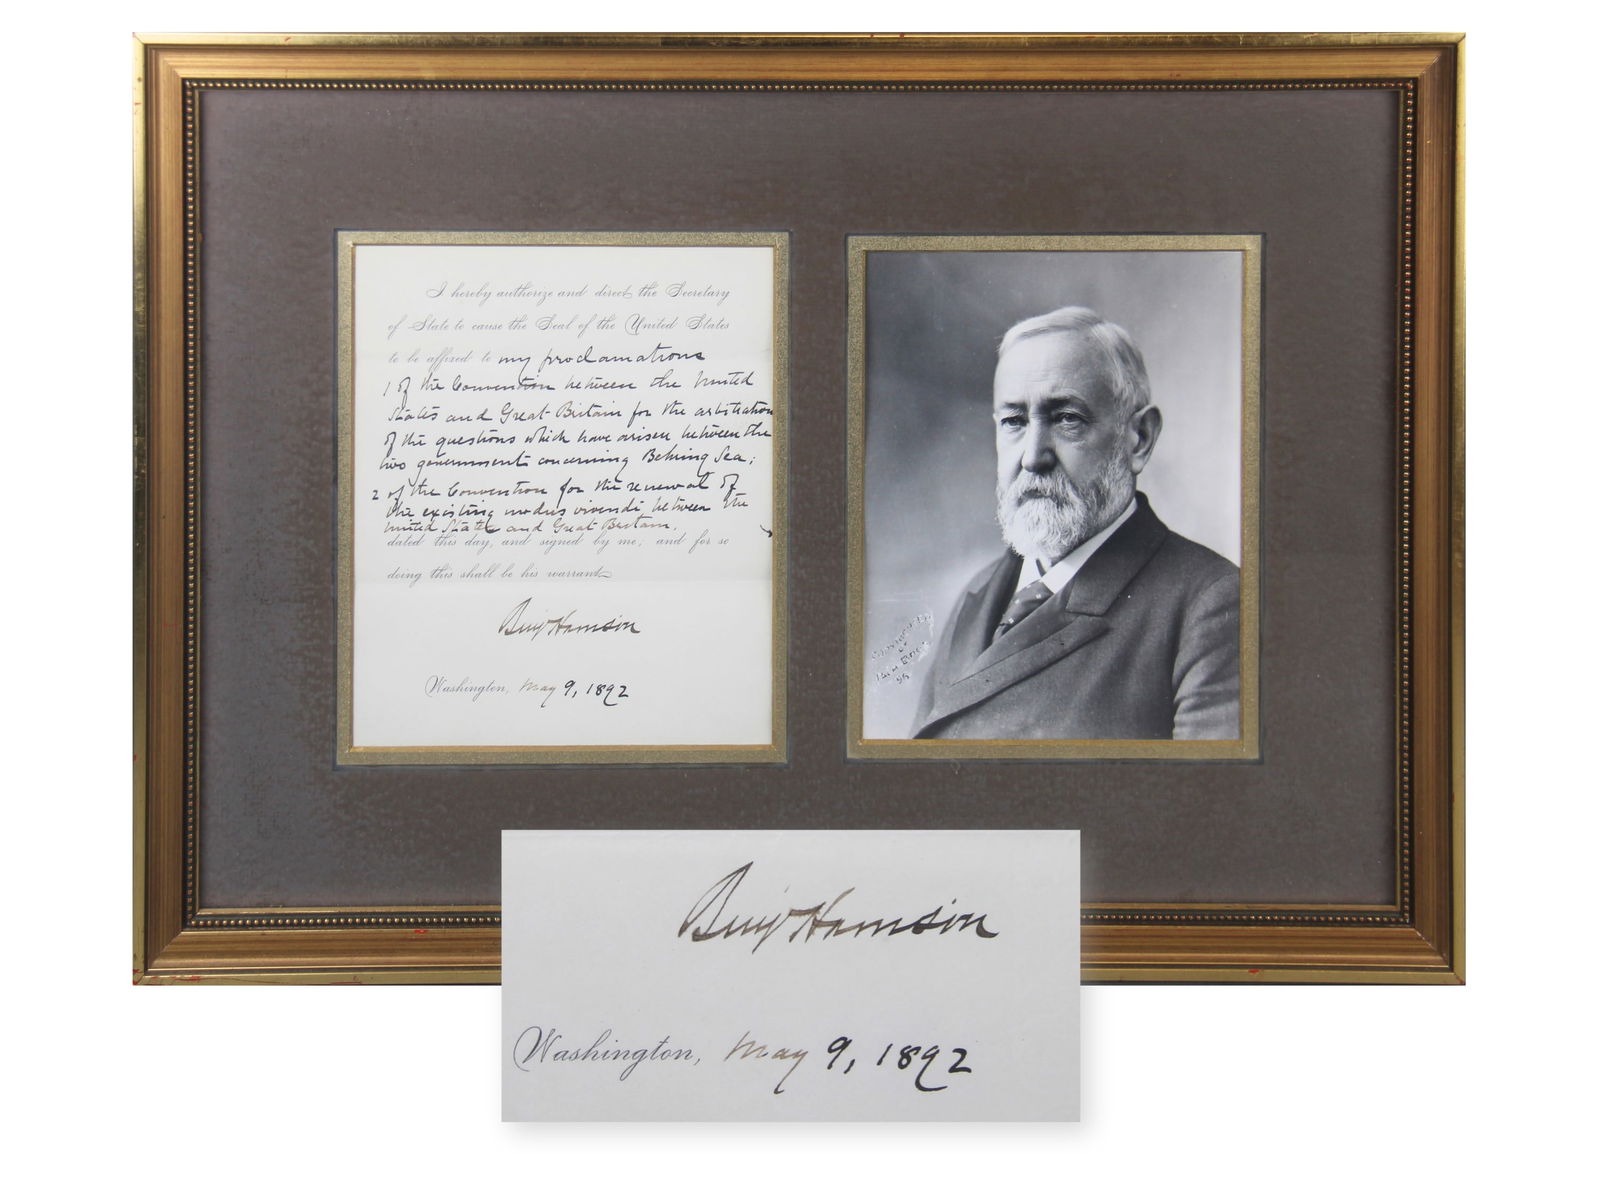 I hereby authorize and direct the Secretary
of State to cause the Seal of the United States
to be affixed to my proclamations
1 of the Convention between the United
States and Great Britain for the arbitration
of the questions which have arisen between the
two governments concerning Behring Sea;
2 of the Convention for the renewal of
the existing modus vivendi between the
United States and Great Britain,
dated this day, and signed by me; and for so
doing this shall be his warrant
Benj Harrison
Washington, May 9, 1892
96
Benj Harrison
Washington, May 9, 1892